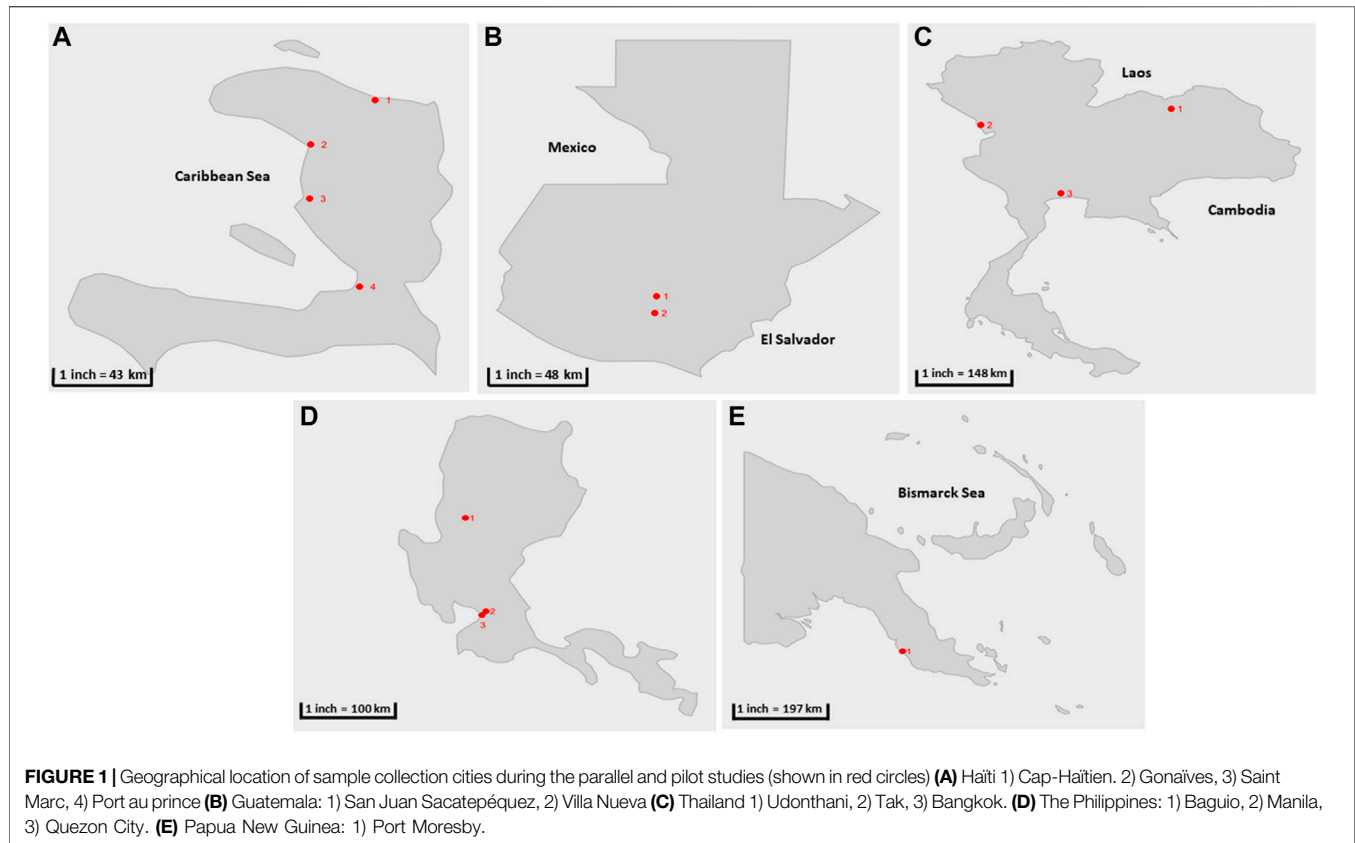 A
1
2
Caribbean Sea
3
4
1 inch = 43 km
B
Mexico
1
2
El Salvador
1 inch = 48 km
C
Laos
1
2
3
Cambodia
1 inch = 148 km
D
1
2
3
1 inch = 100 km
E
Bismarck Sea
1
1 inch = 197 km
FIGURE 1 | Geographical location of sample collection cities during the parallel and pilot studies (shown in red circles) (A) Haïti 1) Cap-Haïtien. 2) Gonaïves, 3) Saint
Marc, 4) Port au prince (B) Guatemala: 1) San Juan Sacatepéquez, 2) Villa Nueva (C) Thailand 1) Udonthani, 2) Tak, 3) Bangkok. (D) The Philippines: 1) Baguio, 2) Manila,
3) Quezon City. (E) Papua New Guinea: 1) Port Moresby.